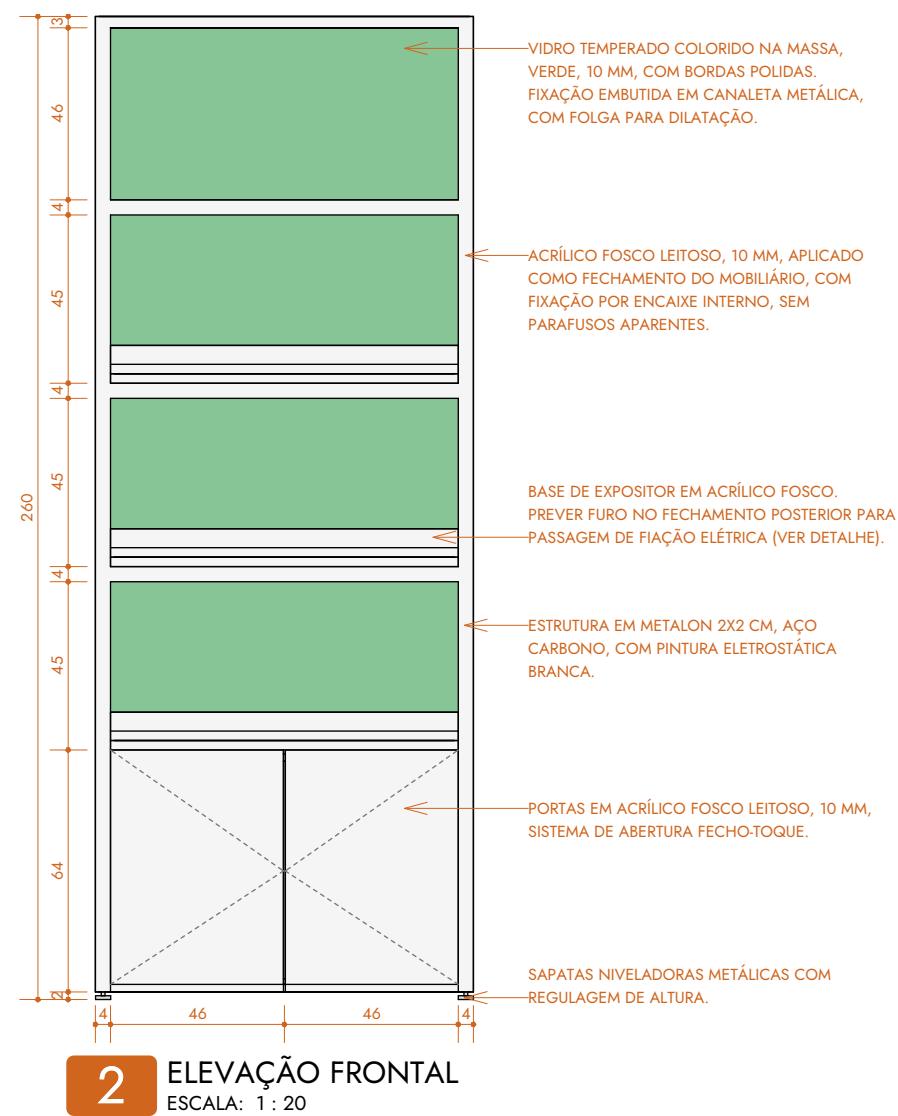 3
VIDRO TEMPERADO COLORIDO NA MASSA,
VERDE, 10 MM, COM BORDAS POLIDAS.
FIXAÇÃO EMBUTIDA EM CANALETA METÁLICA,
COM FOLGA PARA DILATAÇÃO.
46
4
ACRÍLICO FOSCO LEITOSO, 10 MM, APLICADO
COMO FECHAMENTO DO MOBILIÁRIO, COM
FIXAÇÃO POR ENCAIXE INTERNO, SEM
PARAFUSOS APARENTES.
45
4
45
260
BASE DE EXPOSITOR EM ACRÍLICO FOSCO.
PREVER FURO NO FECHAMENTO POSTERIOR PARA
PASSAGEM DE FIAÇÃO ELÉTRICA (VER DETALHE).
4
ESTRUTURA EM METALON 2X2 CM, AÇO
CARBONO, COM PINTURA ELETROSTÁTICA
BRANCA.
45
PORTAS EM ACRÍLICO FOSCO LEITOSO, 10 MM,
SISTEMA DE ABERTURA FECHO-TOQUE.
64
SAPATAS NIVELADORAS METÁLICAS COM
REGULAGEM DE ALTURA.
2
4 46 46 4
2 ELEVAÇÃO FRONTAL
ESCALA: 1 : 20